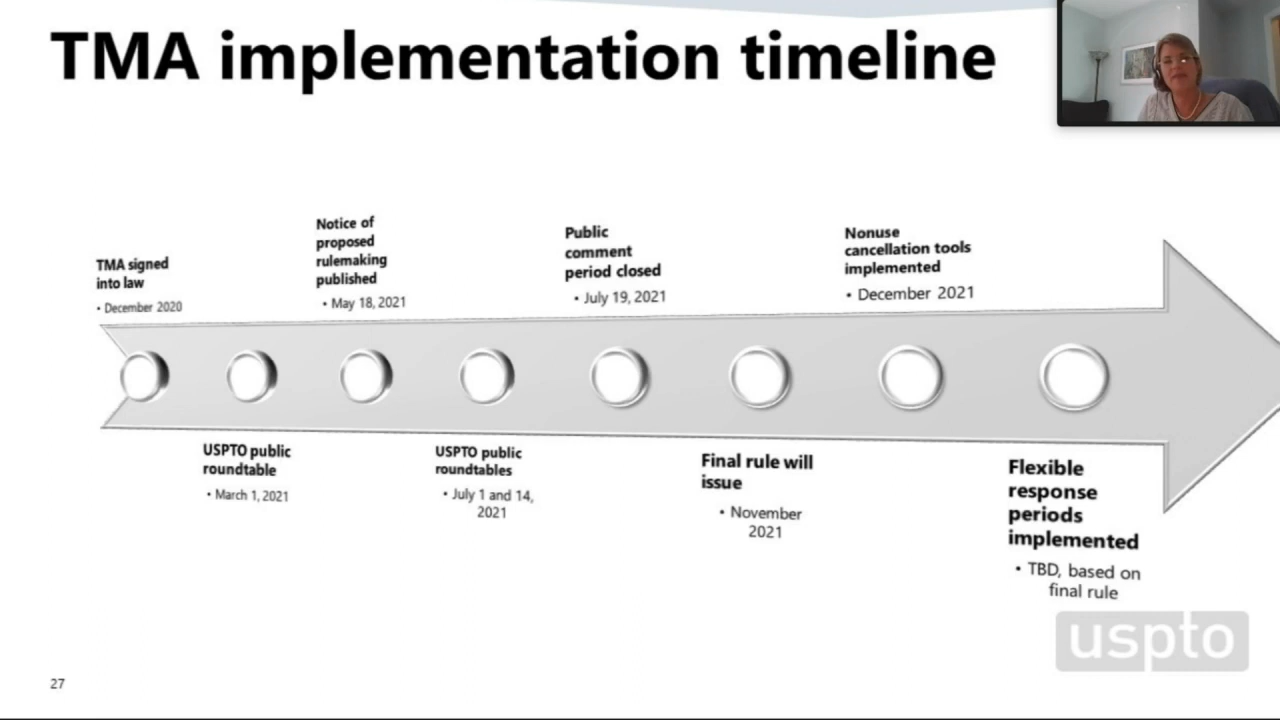 TMA implementation timeline
TMA signed
into law
• December 2020
USPTO public
roundtable
• March 1, 2021
Notice of
proposed
rulemaking
published
• May 18, 2021
USPTO public
roundtables
• July 1 and 14,
2021
Public
comment
period closed
• July 19, 2021
Final rule will
issue
• November
2021
Nonuse
cancellation tools
implemented
• December 2021
Flexible
response
periods
implemented
• TBD, based on
final rule
uspto
27